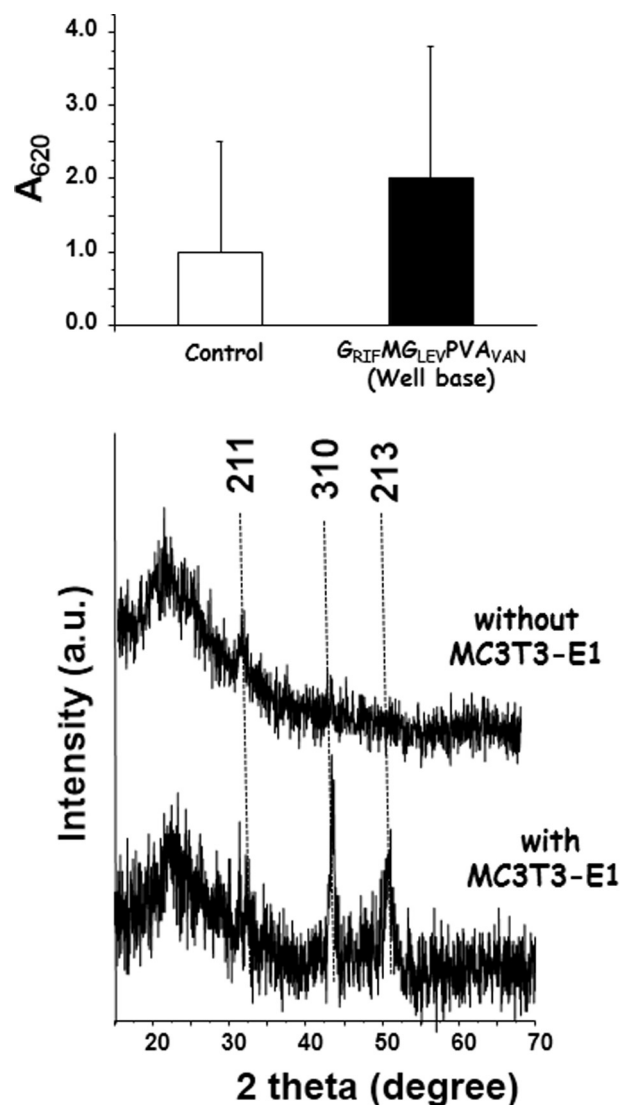 4.0
3.0
A620
2.0
1.0
0.0
Control
GRIFMGLEVPVAVAN
(Well base)
211
310
213
without
MC3T3-E1
Intensity (a.u.)
with
MC3T3-E1
20 30 40 50 60 70
2 theta (degree)